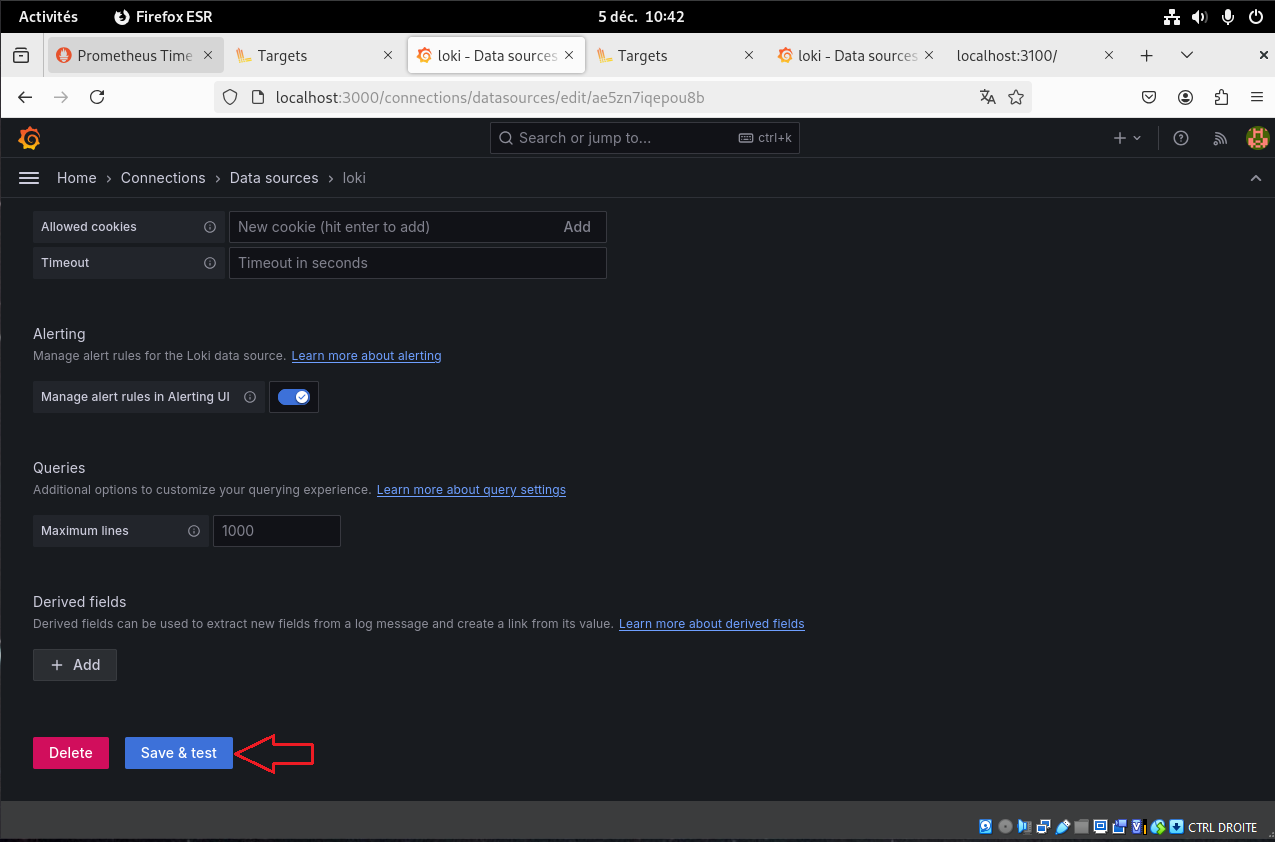 Activités Firefox ESR 5 déc. 10:42
Prometheus Time Targets loki - Data sources Targets loki - Data sources localhost:3100/
localhost:3000/connections/datasources/edit/ae5zn7iqepou8b
Search or jump to... ctrl+k
Home › Connections › Data sources › loki
Allowed cookies New cookie (hit enter to add) Add
Timeout Timeout in seconds
Alerting
Manage alert rules for the Loki data source. Learn more about alerting
Manage alert rules in Alerting UI
Queries
Additional options to customize your querying experience. Learn more about query settings
Maximum lines 1000
Derived fields
Derived fields can be used to extract new fields from a log message and create a link from its value. Learn more about derived fields
+ Add
Delete Save & test
CTRL DROITE